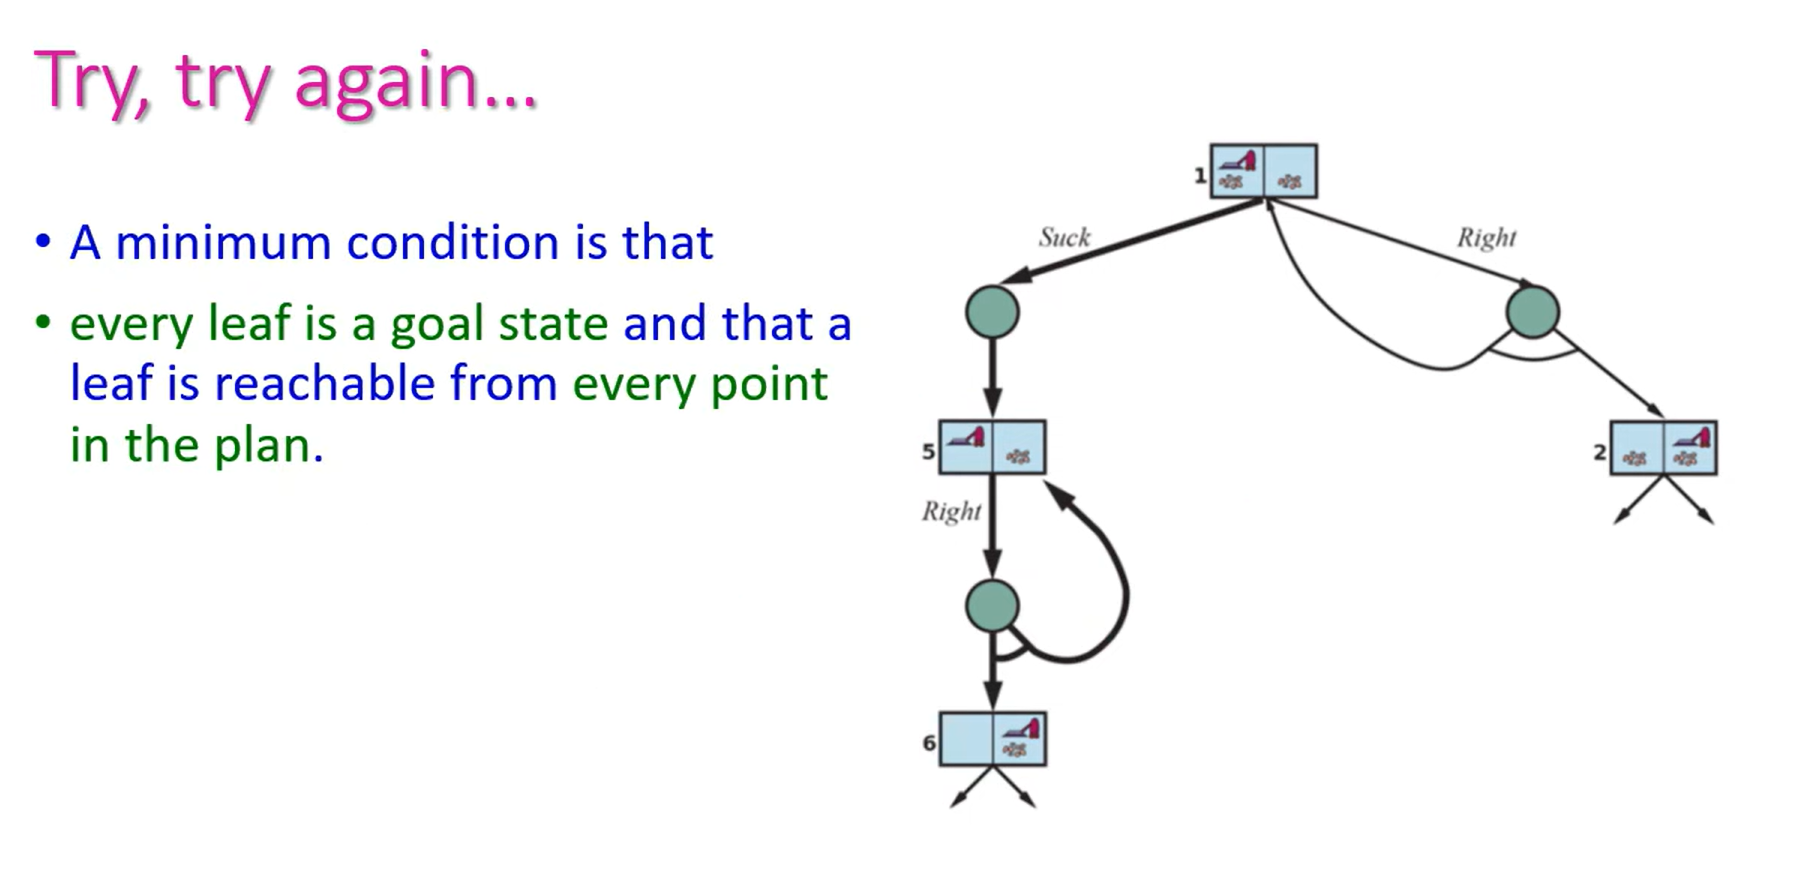 Try, try again...
• A minimum condition is that
• every leaf is a goal state and that a
leaf is reachable from every point
in the plan.
1
Suck
Right
5
2
Right
6